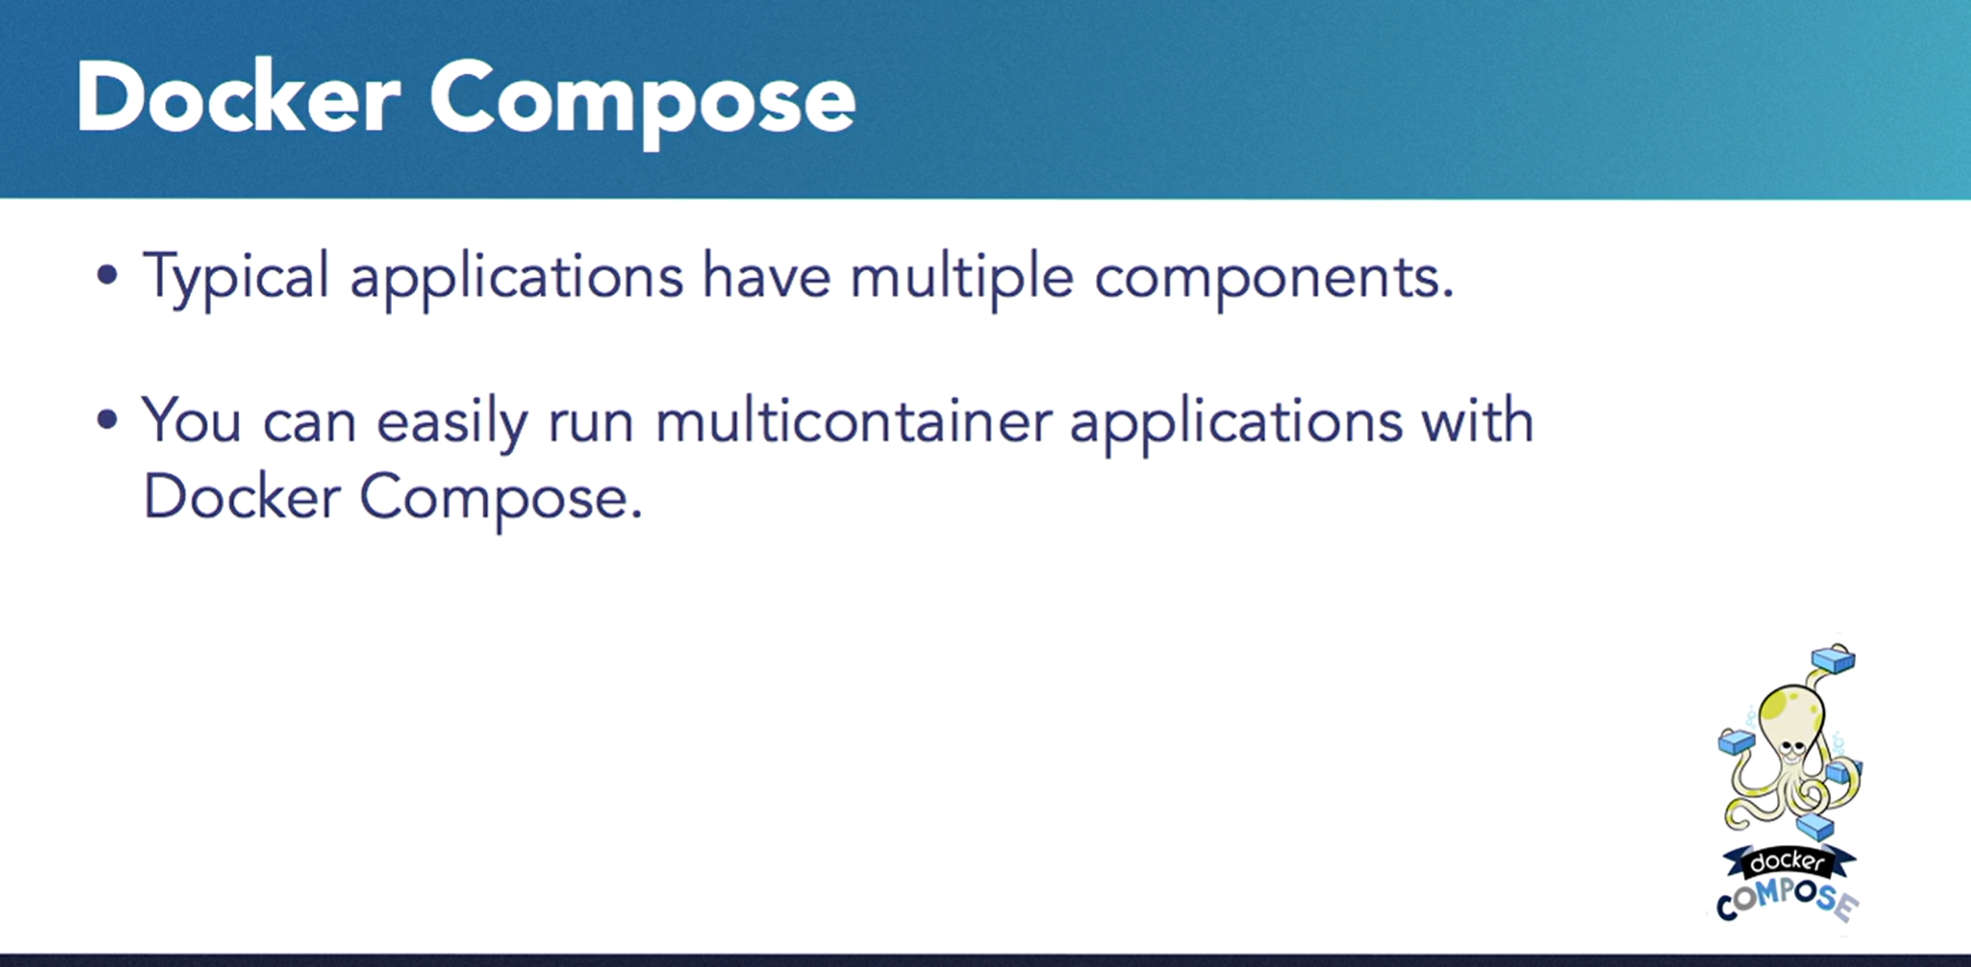 Docker Compose
• Typical applications have multiple components.
• You can easily run multicontainer applications with
Docker Compose.
docker
COMPOSE